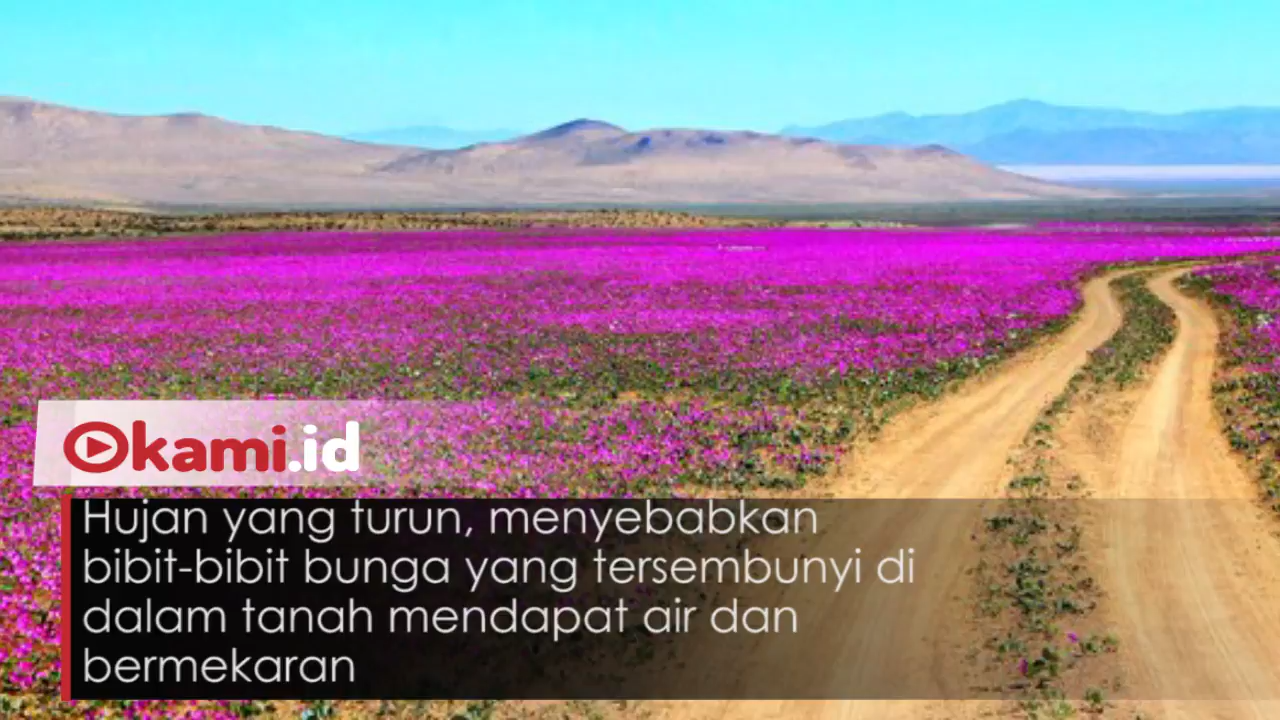 Okami.id
Hujan yang turun, menyebabkan
bibit-bibit bunga yang tersembunyi di
dalam tanah mendapat air dan
bermekaran